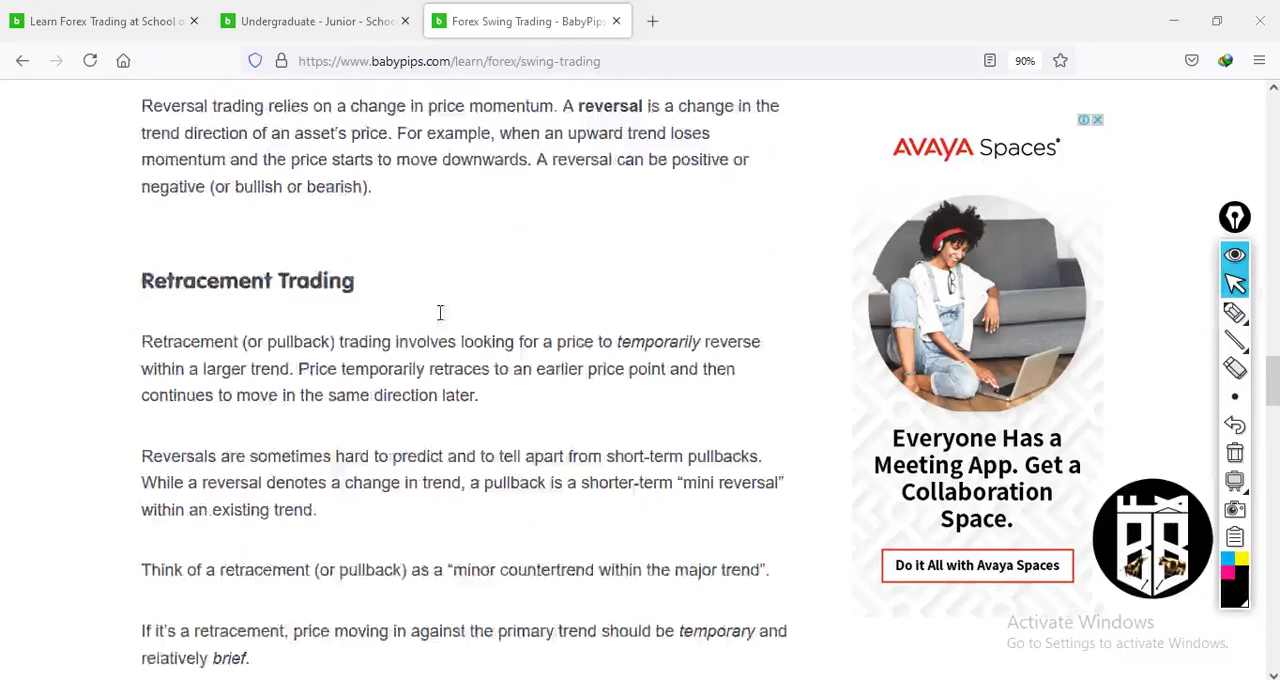 Learn Forex Trading at School o
Undergraduate - Junior - Schoo
Forex Swing Trading - BabyPips
https://www.babypips.com/learn/forex/swing-trading
90%
Reversal trading relies on a change in price momentum. A reversal is a change in the
trend direction of an asset's price. For example, when an upward trend loses
momentum and the price starts to move downwards. A reversal can be positive or
negative (or bullish or bearish).
Retracement Trading
Retracement (or pullback) trading involves looking for a price to temporarily reverse
within a larger trend. Price temporarily retraces to an earlier price point and then
continues to move in the same direction later.
Reversals are sometimes hard to predict and to tell apart from short-term pullbacks.
While a reversal denotes a change in trend, a pullback is a shorter-term “mini reversal”
within an existing trend.
Think of a retracement (or pullback) as a “minor countertrend within the major trend”.
If it's a retracement, price moving in against the primary trend should be temporary and
relatively brief.
AVAYA Spaces
Everyone Has a
Meeting App. Get a
Collaboration
Space.
Do it All with Avaya Spaces
BB
Activate Windows
Go to Settings to activate Windows.